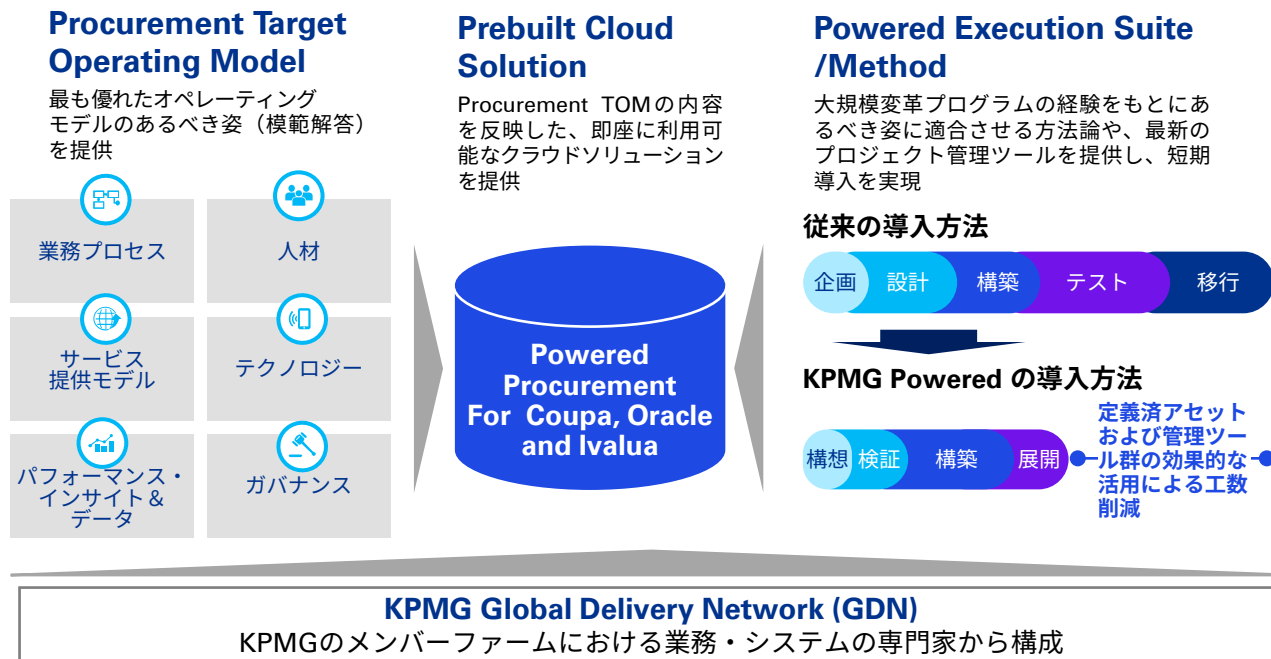 Procurement Target
Operating Model
最も優れたオペレーティング
モデルのあるべき姿（模範解答）
を提供
業務プロセス
人材
サービス
提供モデル
テクノロジー
パフォーマンス・
インサイト＆
データ
ガバナンス
Prebuilt Cloud
Solution
Procurement TOMの内容
を反映した、即座に利用可
能なクラウドソリューション
を提供
Powered
Procurement
For Coupa, Oracle
and Ivalua
Powered Execution Suite
/Method
大規模変革プログラムの経験をもとにあ
るべき姿に適合させる方法論や、最新の
プロジェクト管理ツールを提供し、短期
導入を実現
従来の導入方法
企画 設計 構築 テスト 移行
KPMG Powered の導入方法
構想 検証 構築 展開
定義済アセット
および管理ツー
ル群の効果的な
活用による工数
削減
KPMG Global Delivery Network (GDN)
KPMGのメンバーファームにおける業務・システムの専門家から構成